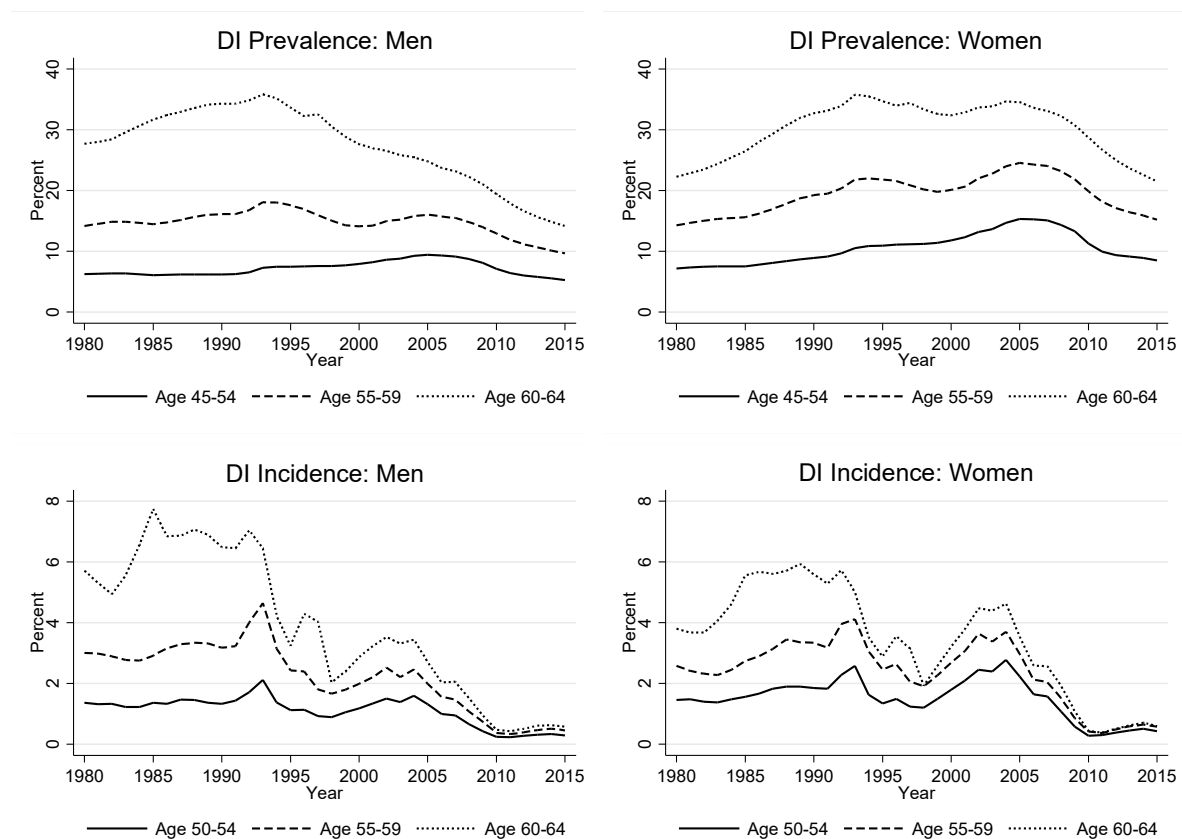 DI Prevalence: Men
Percent
0 10 20 30 40
1980 1985 1990 1995 2000 2005 2010 2015
Year
Age 45-54 Age 55-59 Age 60-64
DI Prevalence: Women
Percent
0 10 20 30 40
1980 1985 1990 1995 2000 2005 2010 2015
Year
Age 45-54 Age 55-59 Age 60-64
DI Incidence: Men
Percent
0 2 4 6 8
1980 1985 1990 1995 2000 2005 2010 2015
Year
Age 50-54 Age 55-59 Age 60-64
DI Incidence: Women
Percent
0 2 4 6 8
1980 1985 1990 1995 2000 2005 2010 2015
Year
Age 50-54 Age 55-59 Age 60-64